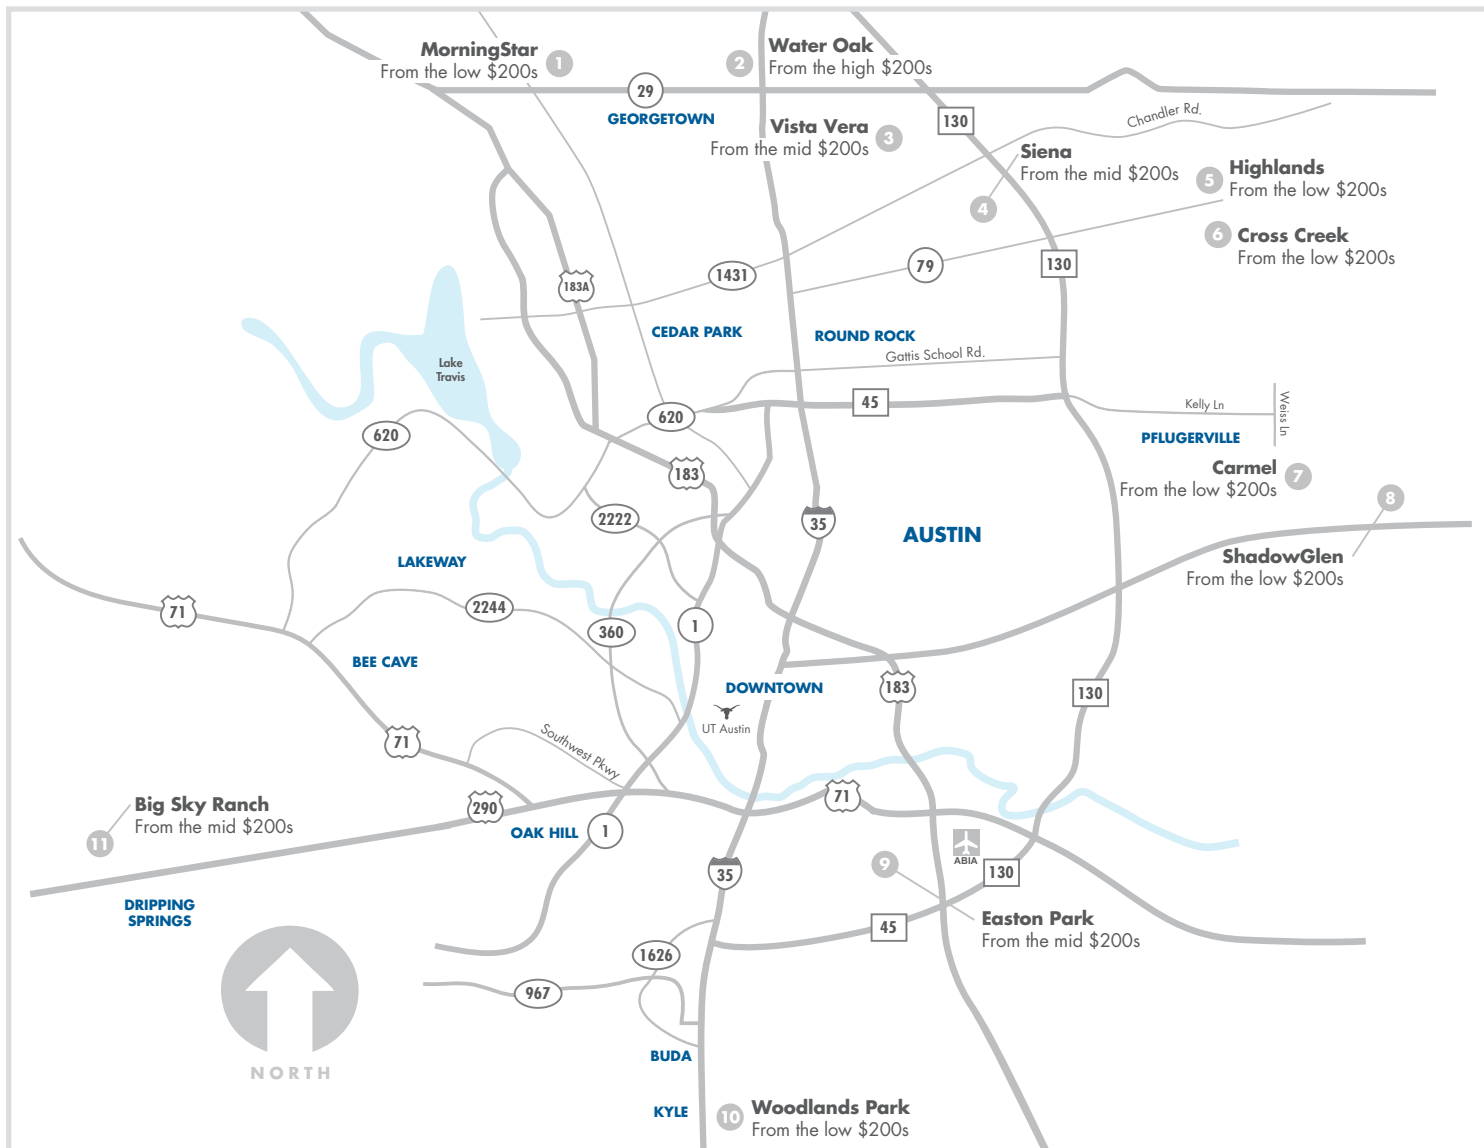 MorningStar
From the low $200s
1
2
Water Oak
From the high $200s
29
GEORGETOWN
130
Chandler Rd.
Vista Vera
From the mid $200s
3
Siena
From the mid $200s
4
5
Highlands
From the low $200s
6
Cross Creek
From the low $200s
1431
79
130
183A
CEDAR PARK
ROUND ROCK
Gattis School Rd.
Lake
Travis
620
620
45
Kelly Ln
Weiss Ln
PFLUGERVILLE
183
Carmel
From the low $200s
7
8
2222
35
AUSTIN
LAKEWAY
ShadowGlen
From the low $200s
71
2244
360
1
BEE CAVE
DOWNTOWN
183
130
UT Austin
71
Southwest Pkwy
71
290
Big Sky Ranch
From the mid $200s
11
OAK HILL
1
ABIA
130
9
35
DRIPPING
SPRINGS
Easton Park
From the mid $200s
45
1626
967
NORTH
BUDA
KYLE
10
Woodlands Park
From the low $200s